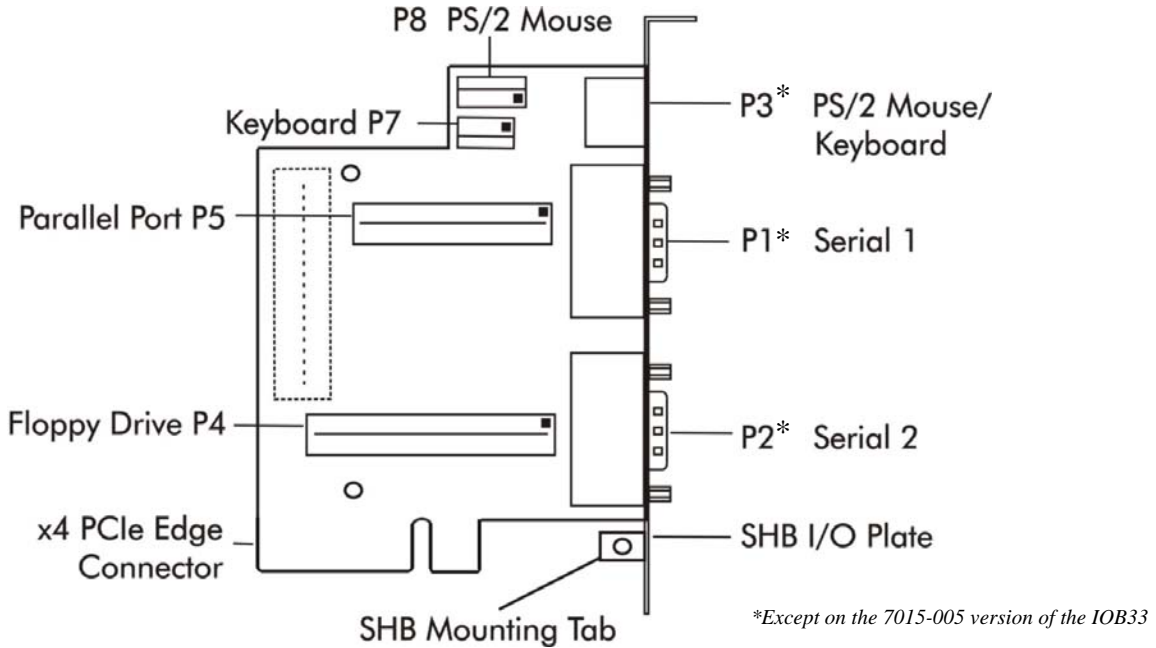 P8 PS/2 Mouse
P3* PS/2 Mouse/
Keyboard
Keyboard P7
Parallel Port P5
P1* Serial 1
Floppy Drive P4
P2* Serial 2
x4 PCIe Edge
Connector
SHB I/O Plate
SHB Mounting Tab
*Except on the 7015-005 version of the IOB33